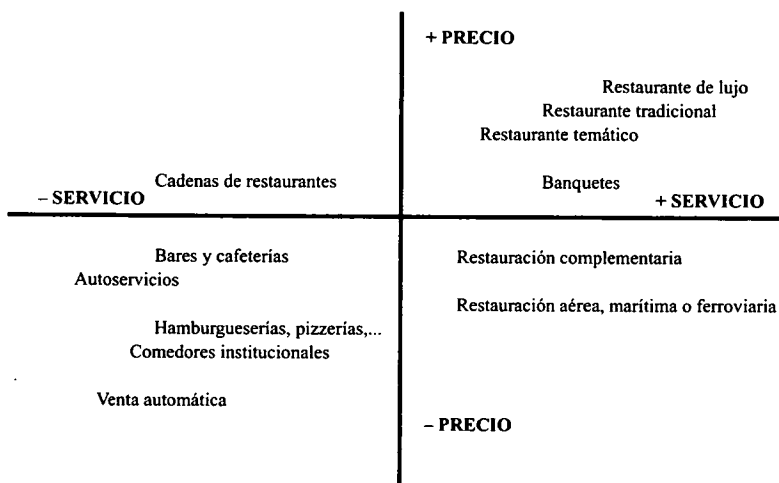 + PRECIO
Restaurante de lujo
Restaurante tradicional
Restaurante temático
Cadenas de restaurantes
Banquetes
– SERVICIO
+ SERVICIO
Bares y cafeterías
Restauración complementaria
Autoservicios
Restauración aérea, marítima o ferroviaria
Hamburgueserías, pizzerías,...
Comedores institucionales
Venta automática
– PRECIO